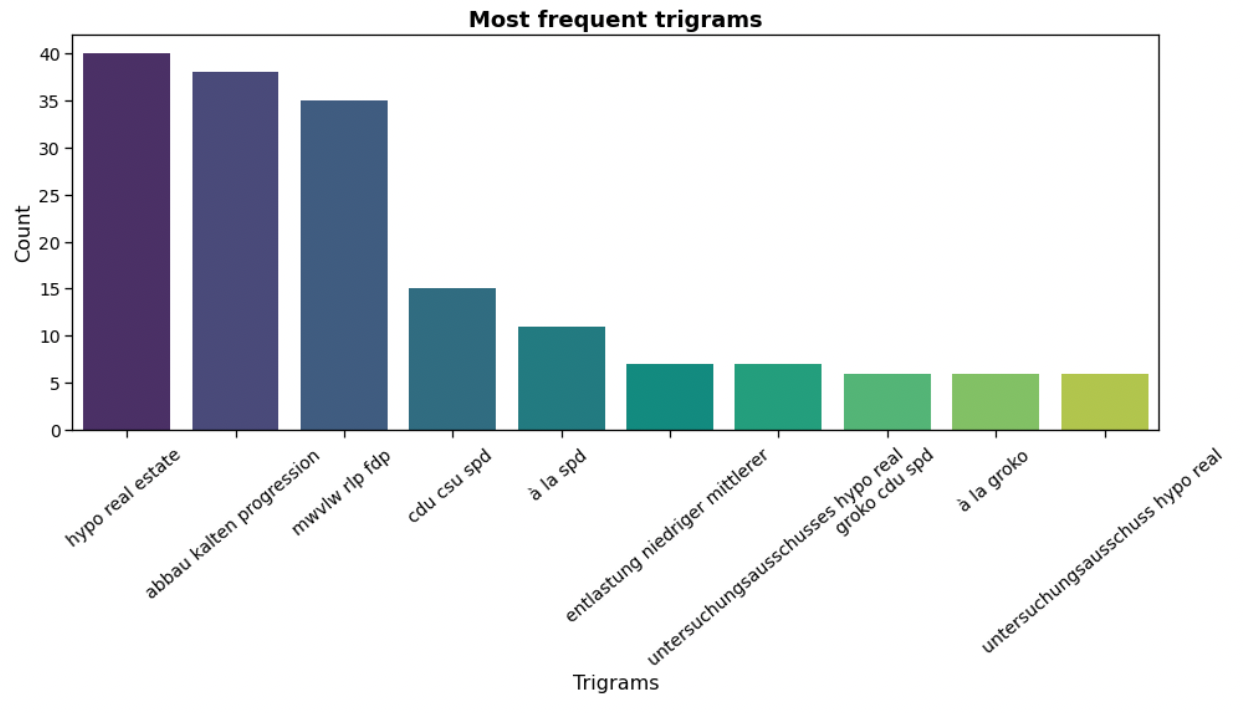 Most frequent trigrams
Count
40
35
30
25
20
15
10
5
0
hypo real estate
abbau kalten progression
mwvlw rlp fdp
cdu csu spd
à la spd
entlastung niedriger mittlerer
untersuchungsausschusses hypo real
groko cdu spd
à la groko
untersuchungsausschuss hypo real
Trigrams